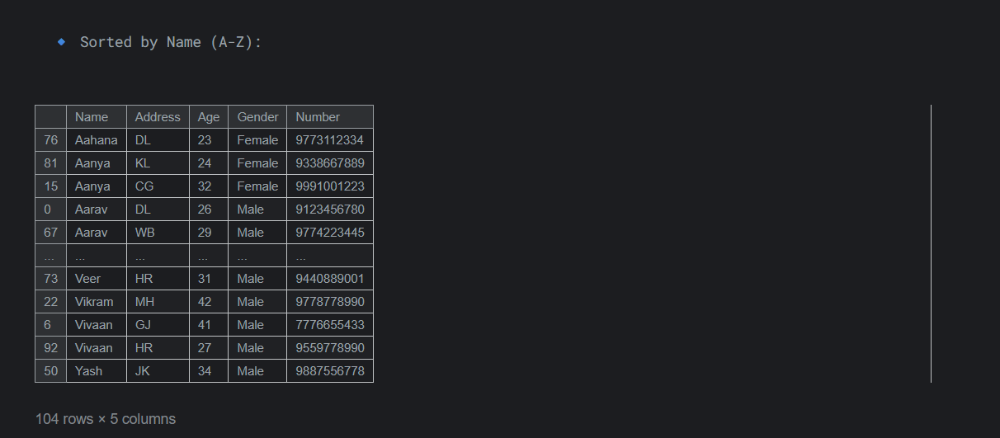 🔹 Sorted by Name (A-Z):
Name Address Age Gender Number
76 Aahana DL 23 Female 9773112334
81 Aanya KL 24 Female 9338667889
15 Aanya CG 32 Female 9991001223
0 Aarav DL 26 Male 9123456780
67 Aarav WB 29 Male 9774223445
... ... ... ... ... ...
73 Veer HR 31 Male 9440889001
22 Vikram MH 42 Male 9778778990
6 Vivaan GJ 41 Male 7776655433
92 Vivaan HR 27 Male 9559778990
50 Yash JK 34 Male 9887556778
104 rows × 5 columns